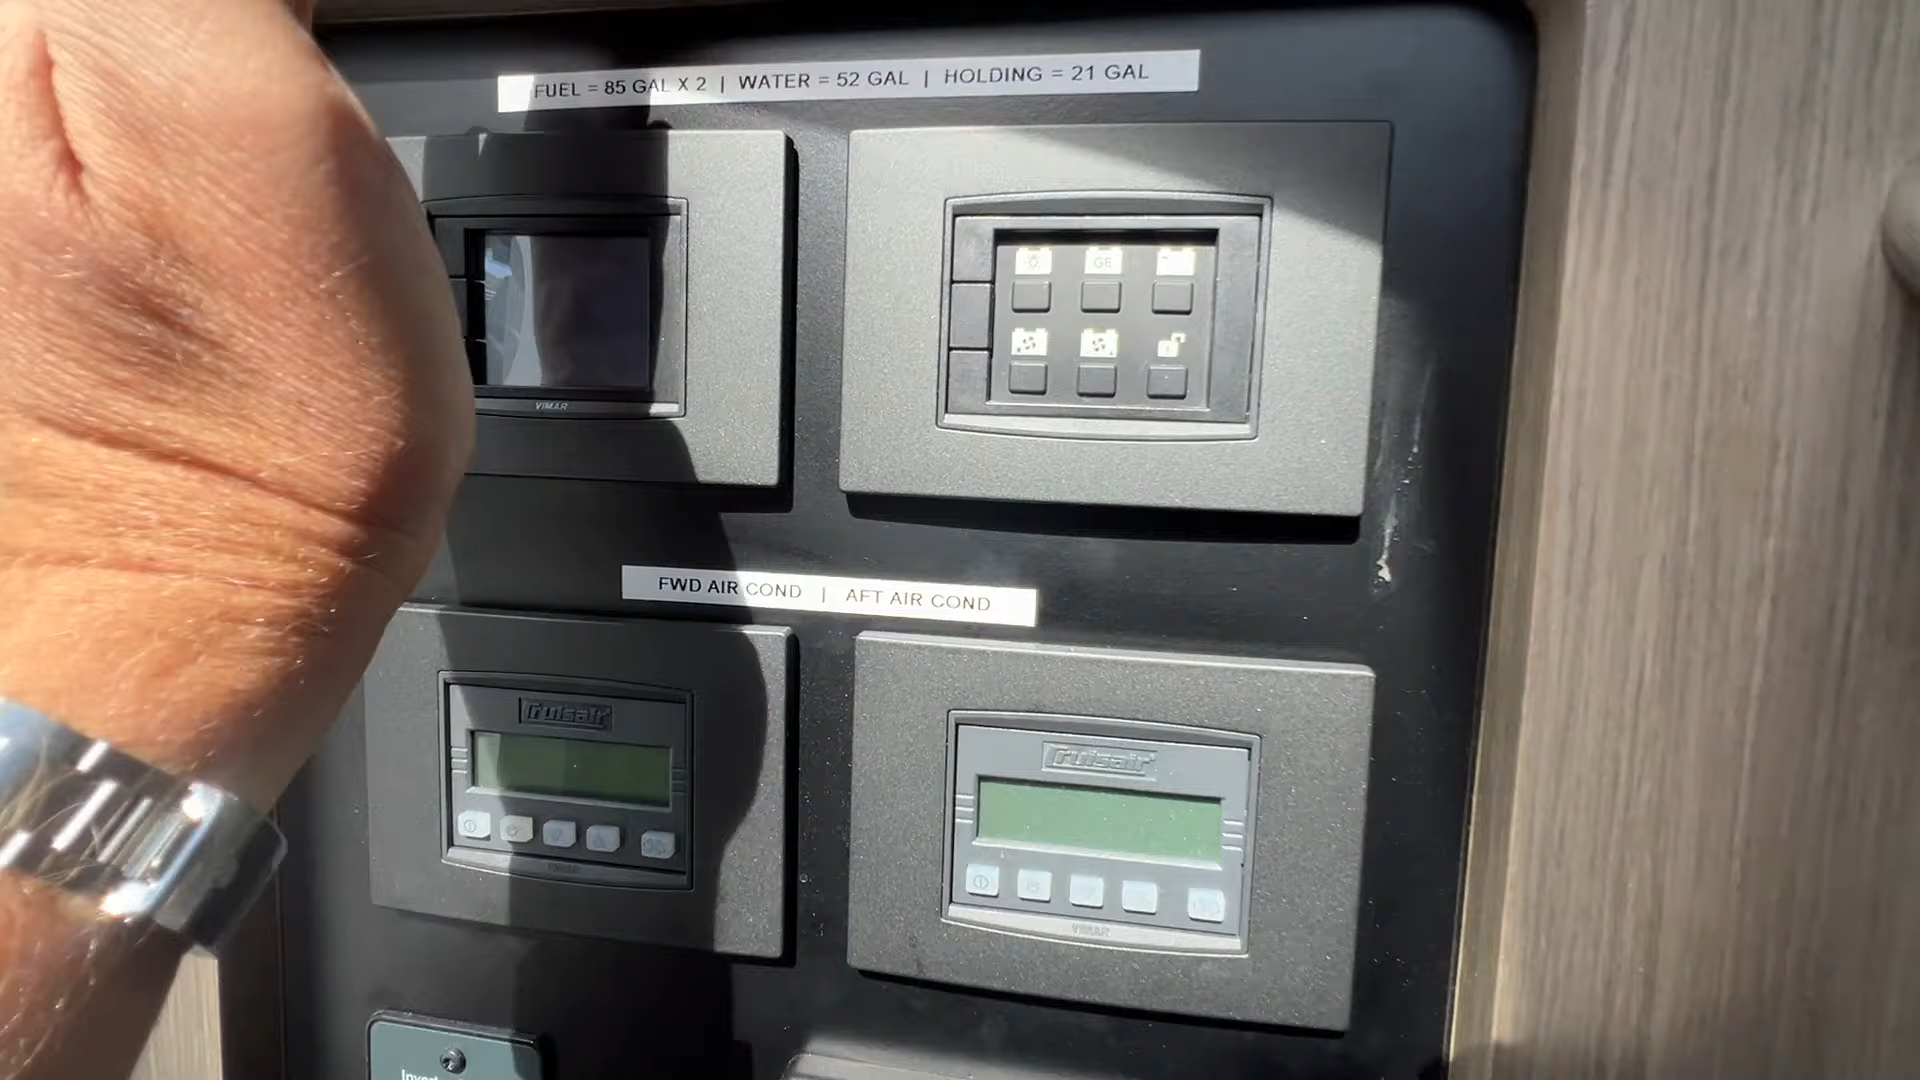 FUEL = 85 GAL X 2 | WATER = 52 GAL | HOLDING = 21 GAL
GE
VIMAR
FWD AIR COND | AFT AIR COND
Cruisair
Cruisair
VIMAR
VIMAR